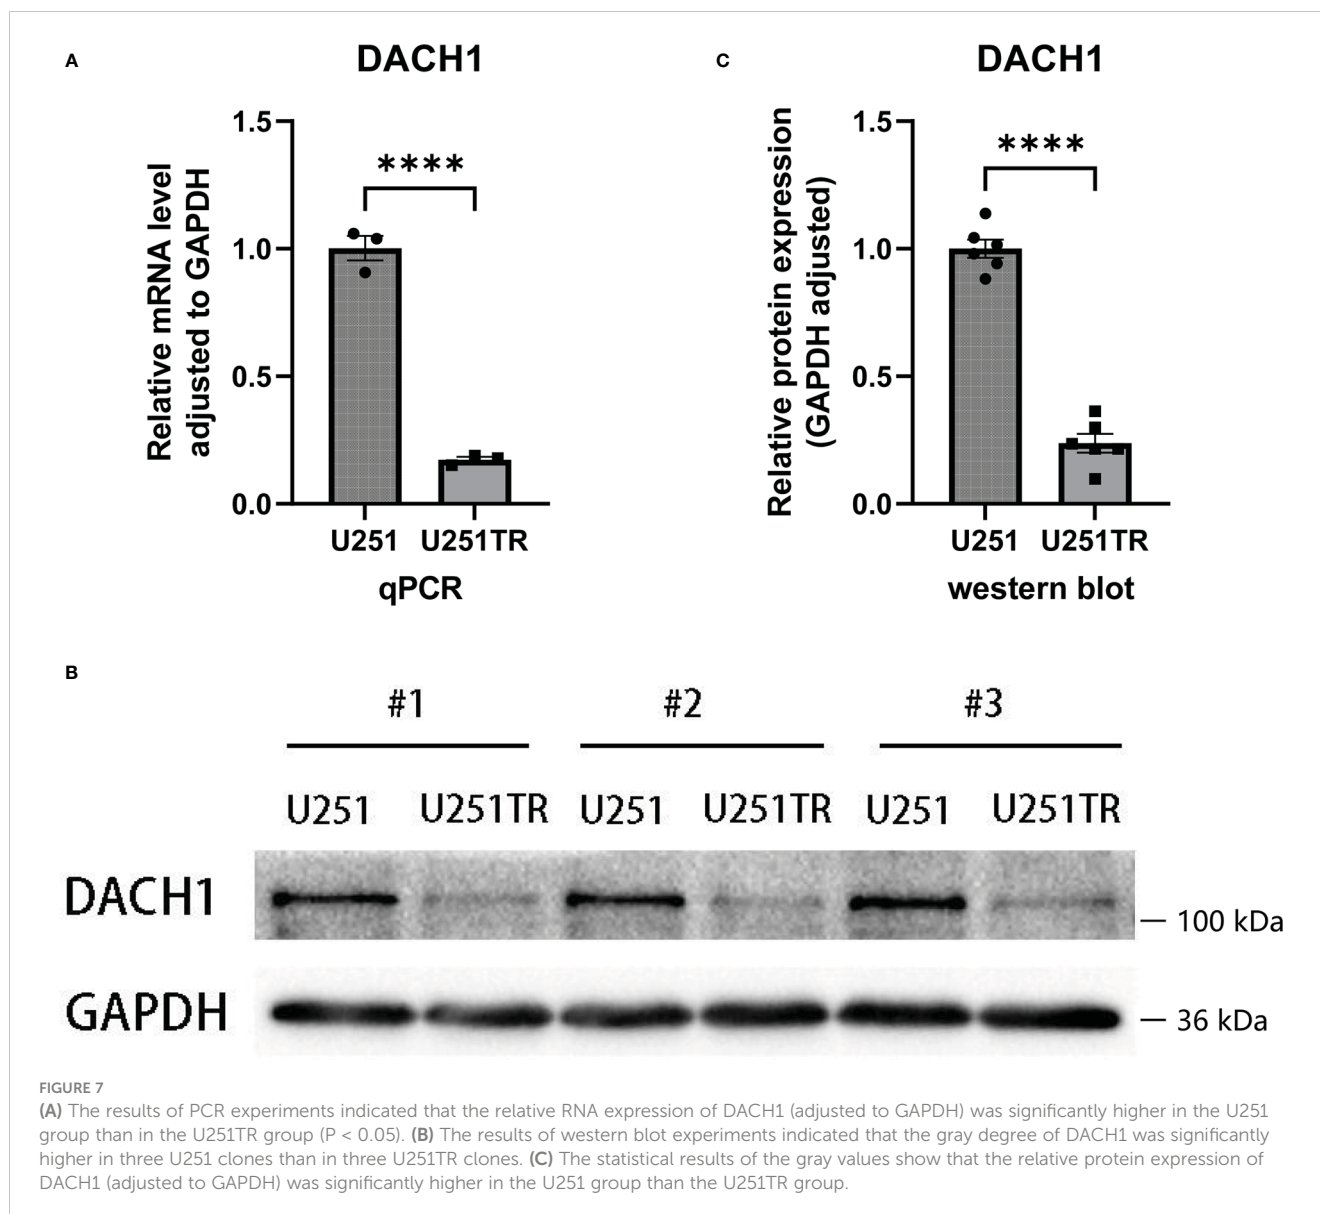 A
DACH1
Relative mRNA level
adjusted to GAPDH
1.5
1.0
0.5
0.0
****
U251 U251TR
qPCR
C
DACH1
Relative protein expression
(GAPDH adjusted)
1.5
1.0
0.5
0.0
****
U251 U251TR
western blot
B
#1 #2 #3
U251 U251TR U251 U251TR U251 U251TR
DACH1
100 kDa
GAPDH
36 kDa
FIGURE 7
(A) The results of PCR experiments indicated that the relative RNA expression of DACH1 (adjusted to GAPDH) was significantly higher in the U251
group than in the U251TR group (P < 0.05). (B) The results of western blot experiments indicated that the gray degree of DACH1 was significantly
higher in three U251 clones than in three U251TR clones. (C) The statistical results of the gray values show that the relative protein expression of
DACH1 (adjusted to GAPDH) was significantly higher in the U251 group than the U251TR group.